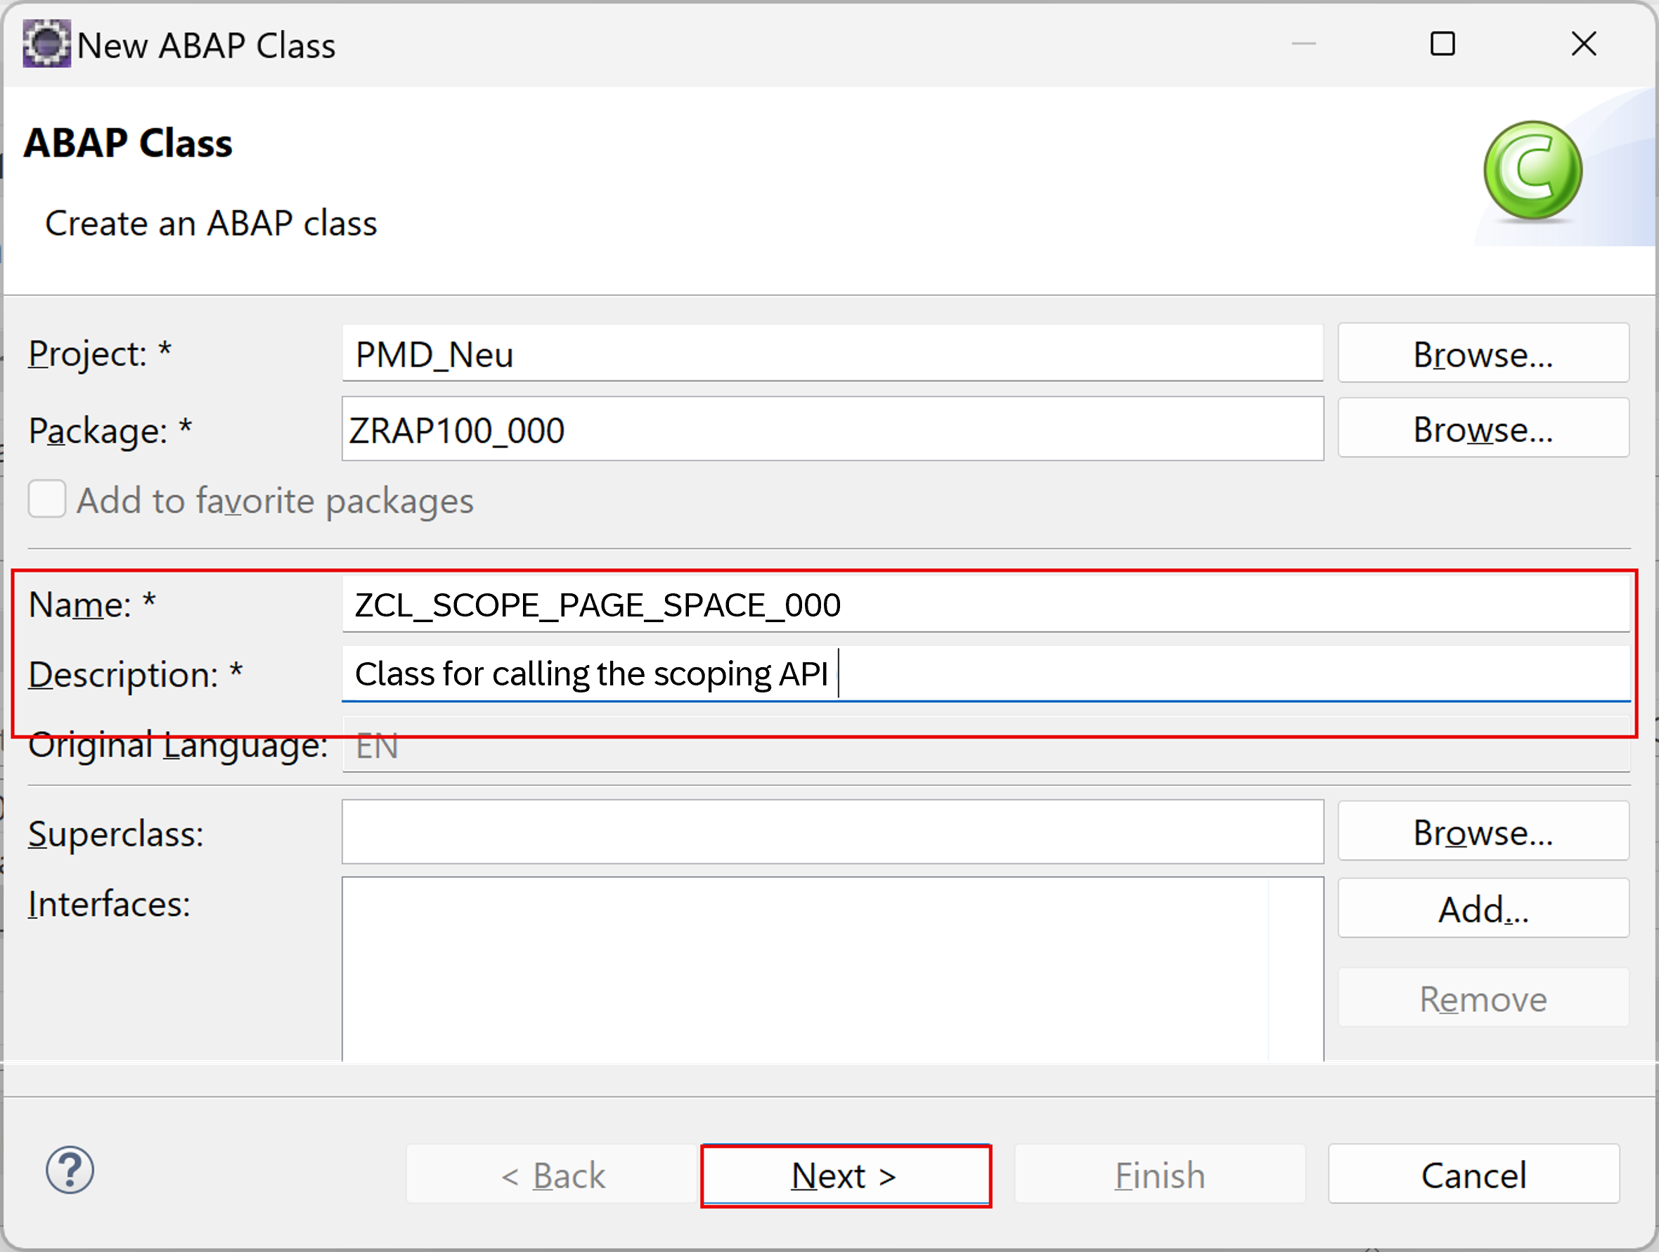 New ABAP Class
ABAP Class
Create an ABAP class
Project: * PMD_Neu Browse...
Package: * ZRAP100_000 Browse...
Add to favorite packages
Name: * ZCL_SCOPE_PAGE_SPACE_000
Description: * Class for calling the scoping API
Original Language: EN
Superclass: Browse...
Interfaces: Add...
Remove
? < Back Next > Finish Cancel